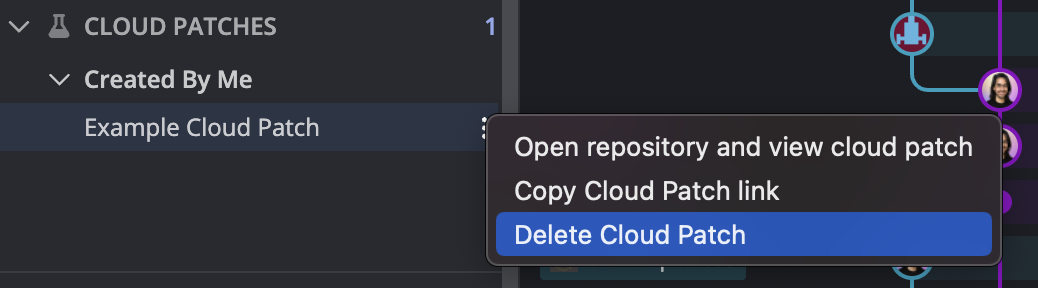 CLOUD PATCHES 1
Created By Me
Example Cloud Patch
Open repository and view cloud patch
Copy Cloud Patch link
Delete Cloud Patch